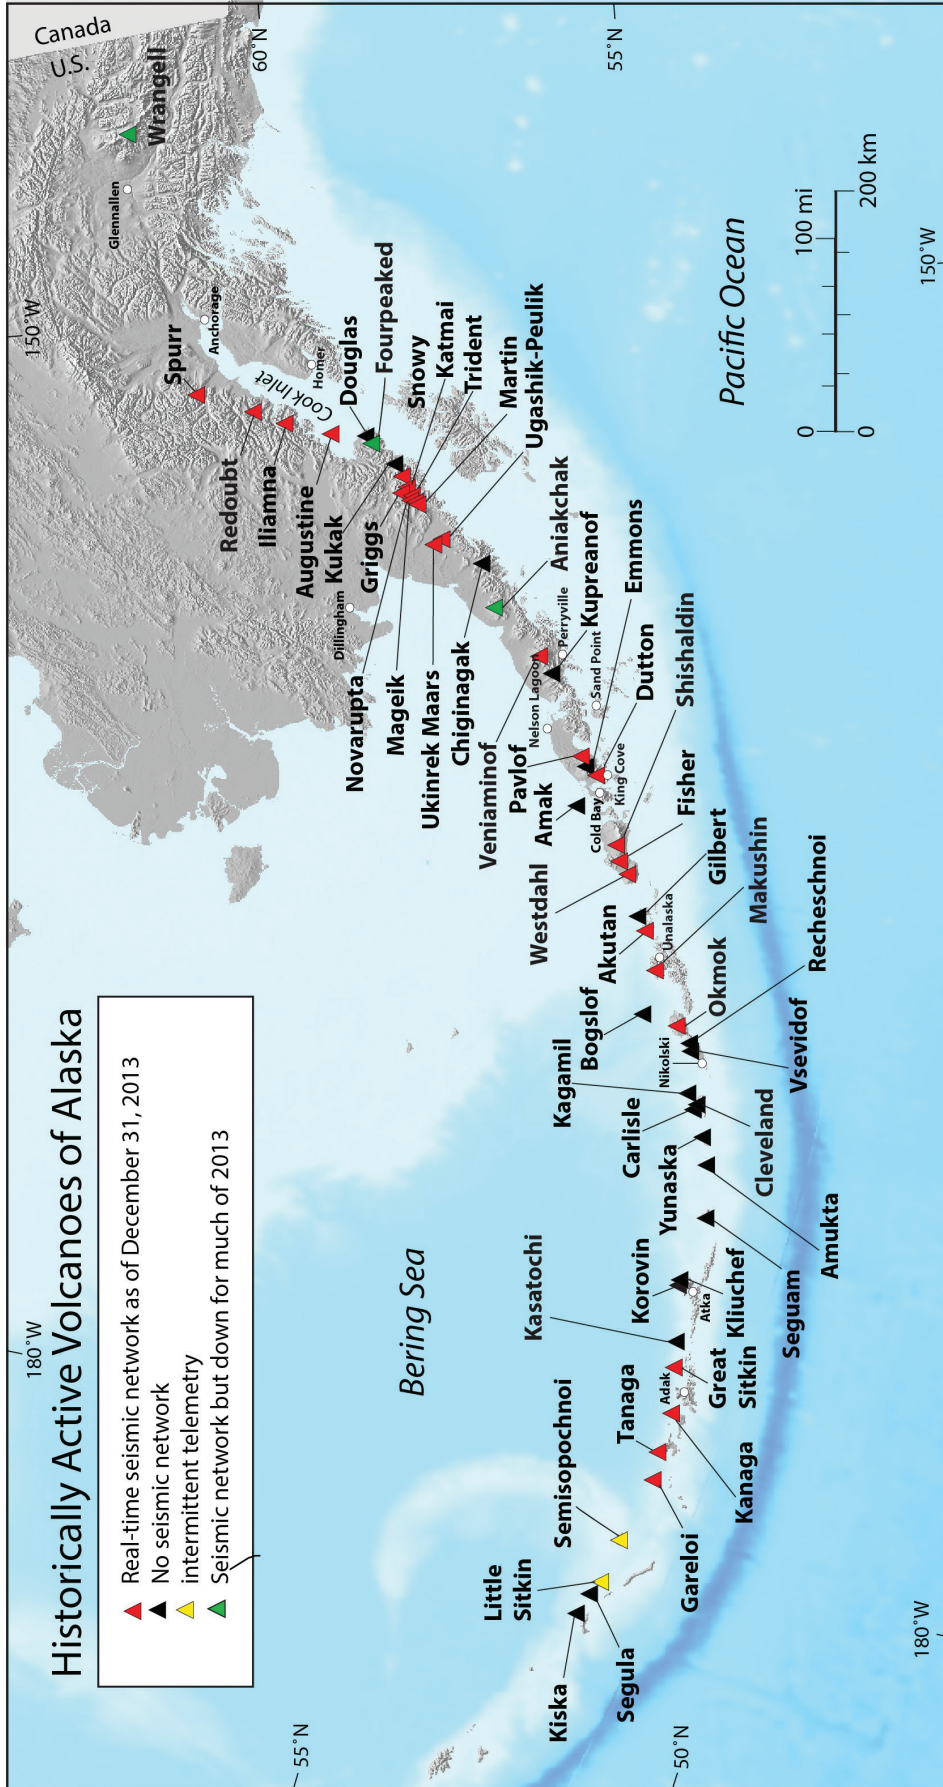 Historically Active Volcanoes of Alaska
Real-time seismic network as of December 31, 2013
No seismic network
intermittent telemetry
Seismic network but down for much of 2013
Canada
U.S.
Wrangell
Glennallen
60°N
55°N
150°W
Spurr
Anchorage
Cook Inlet
Homer
Redoubt
Iliamna
Augustine
Douglas
Fourpeaked
Kukak
Snowy
Griggs
Katmai
Trident
Novarupta
Mageik
Martin
Ugashik-Peulik
Ukinrek Maars
Dillingham
Chiginagak
Aniakchak
Veniaminof
Perryville
Kupreanof
Nelson Lagoon
Sand Point
Pavlof
Emmons
Dutton
King Cove
Cold Bay
Amak
Shishaldin
Fisher
Westdahl
Gilbert
Akutan
Unalaska
Makushin
Bogslof
Okmok
Recheschnoi
Vsevidof
Nikolski
Kagamil
Carlisle
Cleveland
Yunaska
Amukta
Seguam
Korovin
Kliuchef
Atka
Kasatochi
Great
Sitkin
Adak
Kanaga
Tanaga
Gareloi
Semisopochnoi
Little
Sitkin
Segula
Kiska
Bering Sea
Pacific Ocean
0
100 mi
0
200 km
180°W
55°N
50°N
180°W
150°W